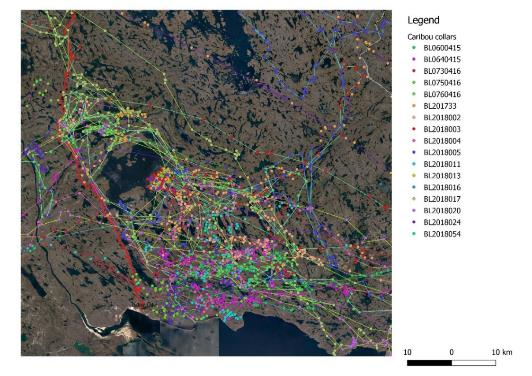 Legend
Caribou collars
BL0600415
BL0640415
BL0730416
BL0750416
BL0760416
BL201733
BL2018002
BL2018003
BL2018004
BL2018005
BL2018011
BL2018013
BL2018016
BL2018017
BL2018020
BL2018024
BL2018054
10 0 10 km